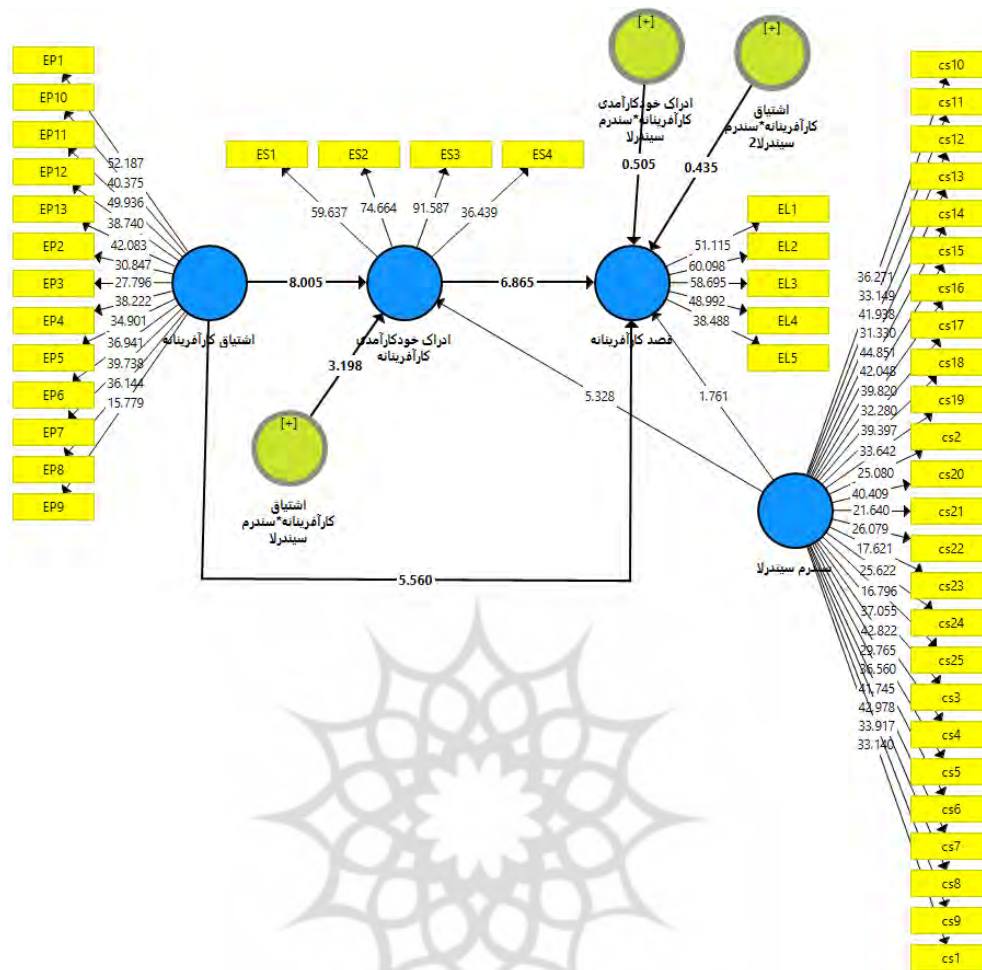 EP1
EP10
EP11
EP12
EP13
EP2
EP3
EP4
EP5
EP6
EP7
EP8
EP9
52.187
40.375
49.936
38.740
42.083
30.847
27.796
38.222
34.901
36.941
39.738
36.144
15.779
اشتیاق کارآفرینانه
8.005
ES1
ES2
ES3
ES4
59.637
74.664
91.587
36.439
ادراک خودکارآمدی
کارآفرینانه
6.865
3.198
[+]
اشتیاق
کارآفرینانه*سندرم
سیندرلا
5.560
[+]
ادراک خودکارآمدی
کارآفرینانه*سندرم
سیندرلا
0.505
[+]
اشتیاق
کارآفرینانه*سندرم
سیندرلا2
0.435
قصد کارآفرینانه
EL1
EL2
EL3
EL4
EL5
51.115
60.098
58.695
48.992
38.488
5.328
1.761
سندرم سیندرلا
36.271
33.149
41.938
31.330
44.851
42.048
39.820
32.280
39.397
33.642
25.080
40.409
21.640
26.079
17.621
25.622
16.796
37.055
42.822
29.765
36.560
41.745
42.978
33.917
33.140
cs10
cs11
cs12
cs13
cs14
cs15
cs16
cs17
cs18
cs19
cs2
cs20
cs21
cs22
cs23
cs24
cs25
cs3
cs4
cs5
cs6
cs7
cs8
cs9
cs1